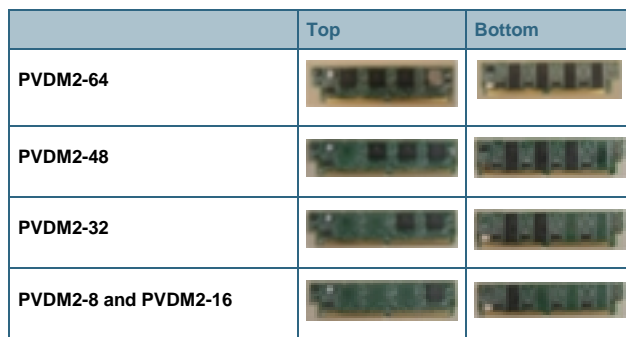 Top Bottom
PVDM2-64
PVDM2-48
PVDM2-32
PVDM2-8 and PVDM2-16